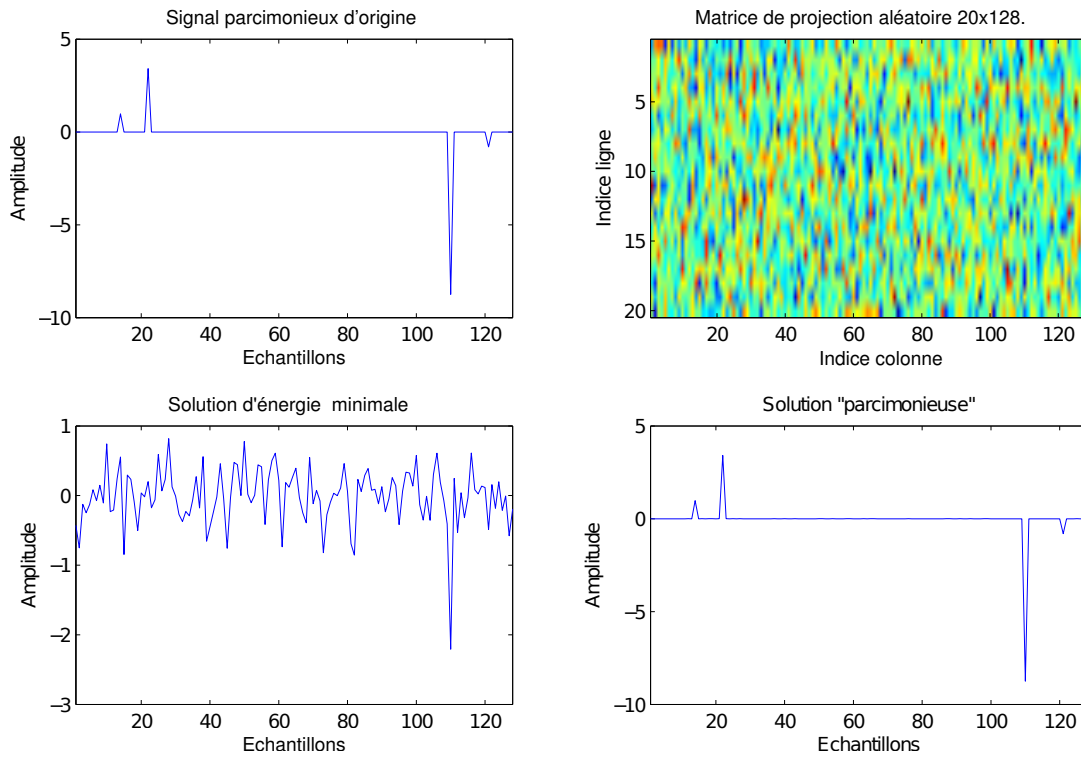 Signal parcimonieux d'origine
5
0
−5
−10
Amplitude
20 40 60 80 100 120
Echantillons
Matrice de projection aléatoire 20x128.
5
10
15
20
Indice ligne
20 40 60 80 100 120
Indice colonne
Solution d'énergie minimale
1
0
−1
−2
−3
Amplitude
20 40 60 80 100 120
Echantillons
Solution "parcimonieuse"
5
0
−5
−10
Amplitude
20 40 60 80 100 120
Echantillons